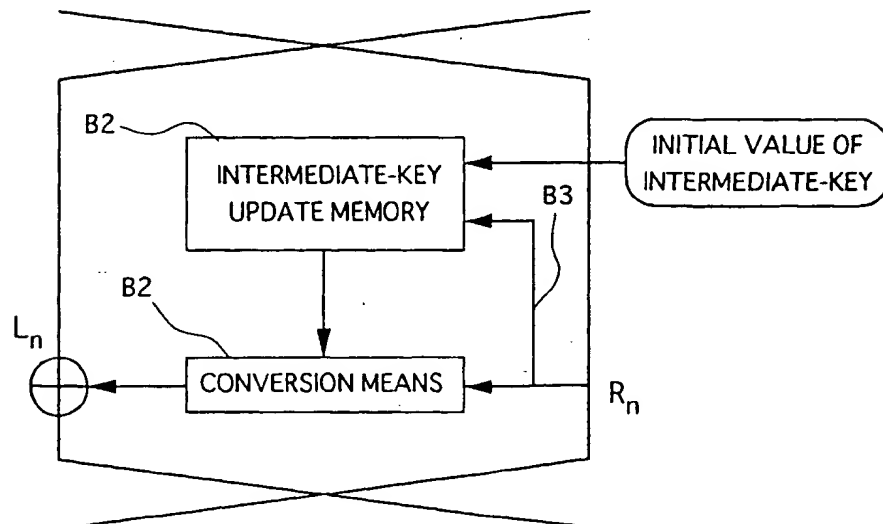 B2
INTERMEDIATE-KEY
UPDATE MEMORY
INITIAL VALUE OF
INTERMEDIATE-KEY
B3
B2
Ln
CONVERSION MEANS
Rn